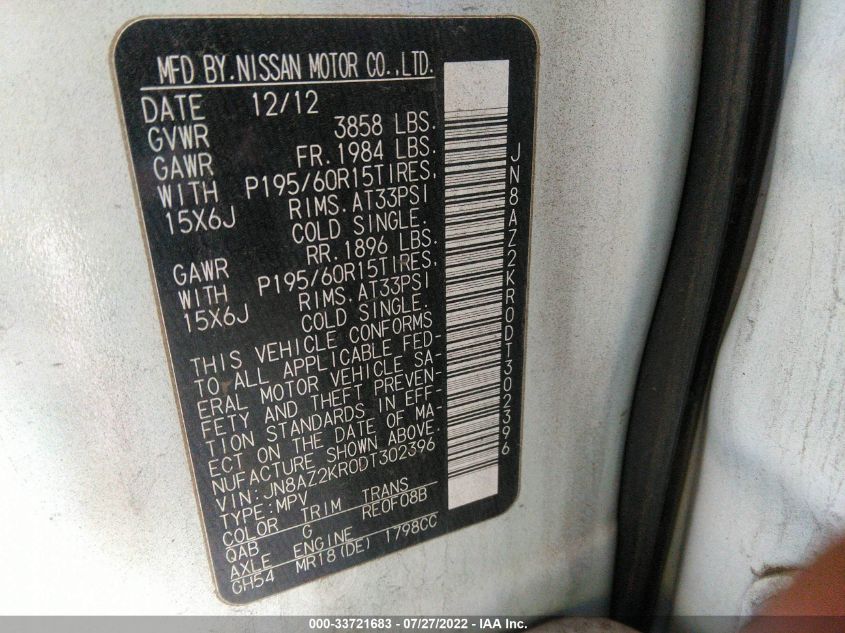 MFD BY.NISSAN MOTOR CO.,LTD.
DATE 12/12
GVWR 3858 LBS.
GAWR FR. 1984 LBS.
WITH P195/60R15TIRES,
15X6J RIMS.AT33PSI
COLD SINGLE.
GAWR RR. 1896 LBS.
WITH P195/60R15TIRES,
15X6J RIMS.AT33PSI
COLD SINGLE.
THIS VEHICLE CONFORMS
TO ALL APPLICABLE FED-
ERAL MOTOR VEHICLE SA-
FETY AND THEFT PREVEN-
TION STANDARDS IN EFF-
ECT ON THE DATE OF MA-
NUFACTURE SHOWN ABOVE.
VIN:JN8AZ2KR0DT302396
TYPE:MPV
COLOR TRIM TRANS
QAB G RE0F08B
AXLE ENGINE
GH54 MR18(DE) 1798CC
JN8AZ2KR0DT302396
000-33721683 / 07/27/2022 - IAA Inc.